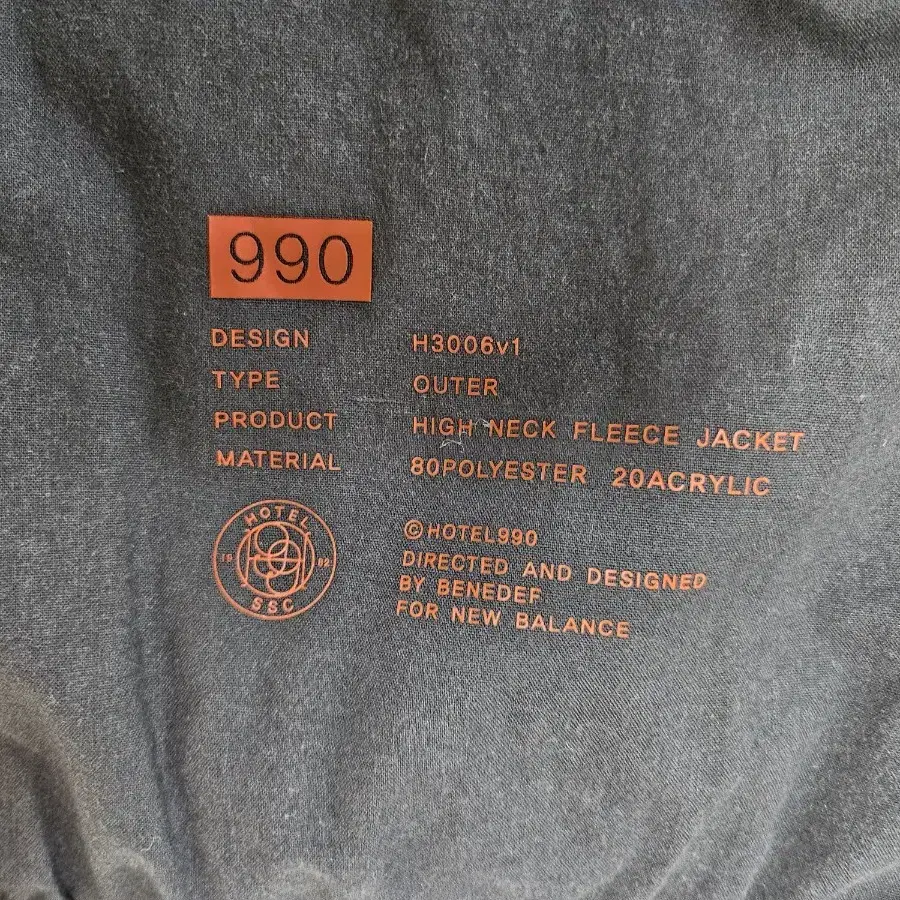 990
DESIGN H3006v1
TYPE OUTER
PRODUCT HIGH NECK FLEECE JACKET
MATERIAL 80POLYESTER 20ACRYLIC
HOTEL
19 82
SSC
©HOTEL990
DIRECTED AND DESIGNED
BY BENEDEF
FOR NEW BALANCE